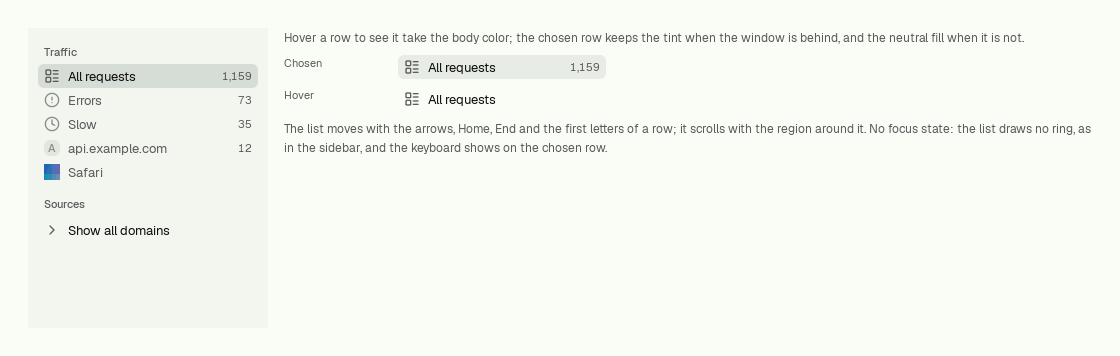 Traffic
All requests 1,159
Errors 73
Slow 35
A api.example.com 12
Safari
Sources
Show all domains
Hover a row to see it take the body color; the chosen row keeps the tint when the window is behind, and the neutral fill when it is not.
Chosen All requests 1,159
Hover All requests
The list moves with the arrows, Home, End and the first letters of a row; it scrolls with the region around it. No focus state: the list draws no ring, as
in the sidebar, and the keyboard shows on the chosen row.